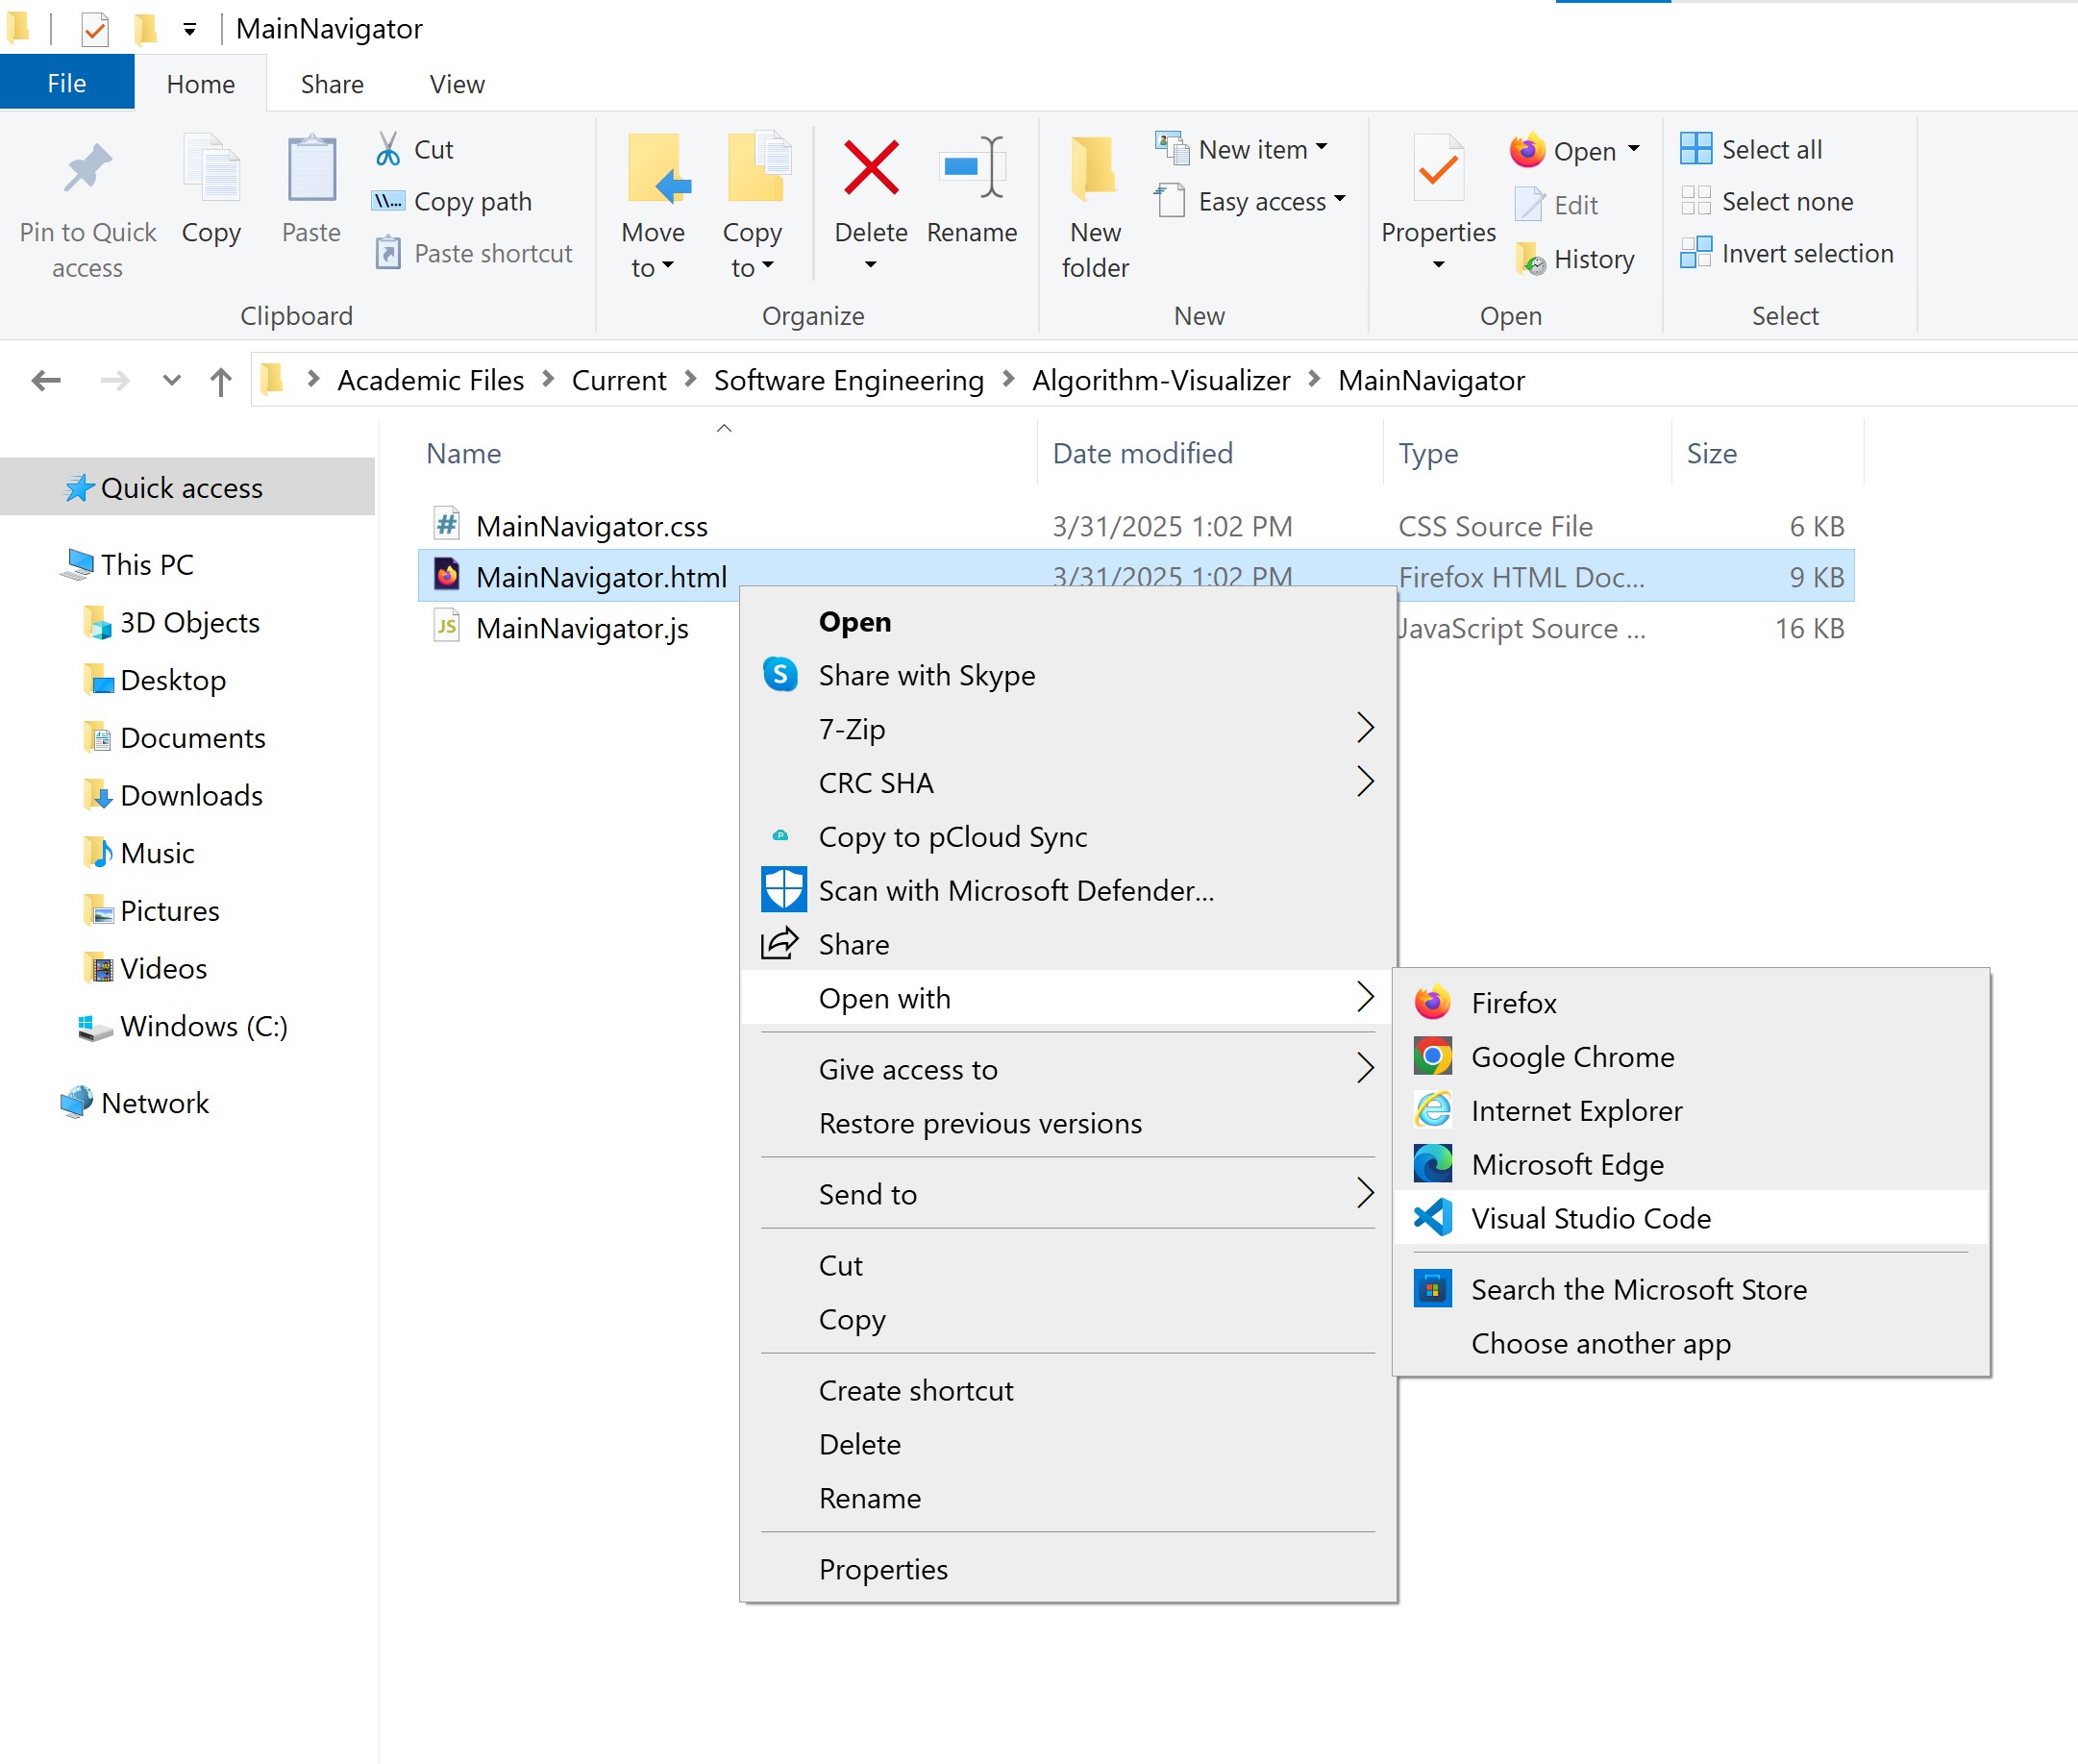 MainNavigator
File Home Share View
Pin to Quick access
Copy
Paste
Cut
Copy path
Paste shortcut
Clipboard
Move to
Copy to
Delete
Rename
Organize
New folder
New item
Easy access
New
Properties
Open
Edit
History
Open
Select all
Select none
Invert selection
Select
Academic Files Current Software Engineering Algorithm-Visualizer MainNavigator
Quick access
This PC
3D Objects
Desktop
Documents
Downloads
Music
Pictures
Videos
Windows (C:)
Network
Name Date modified Type Size
MainNavigator.css 3/31/2025 1:02 PM CSS Source File 6 KB
MainNavigator.html 3/31/2025 1:02 PM Firefox HTML Doc... 9 KB
MainNavigator.js JavaScript Source ... 16 KB
Open
Share with Skype
7-Zip
CRC SHA
Copy to pCloud Sync
Scan with Microsoft Defender...
Share
Open with
Give access to
Restore previous versions
Send to
Cut
Copy
Create shortcut
Delete
Rename
Properties
Firefox
Google Chrome
Internet Explorer
Microsoft Edge
Visual Studio Code
Search the Microsoft Store
Choose another app